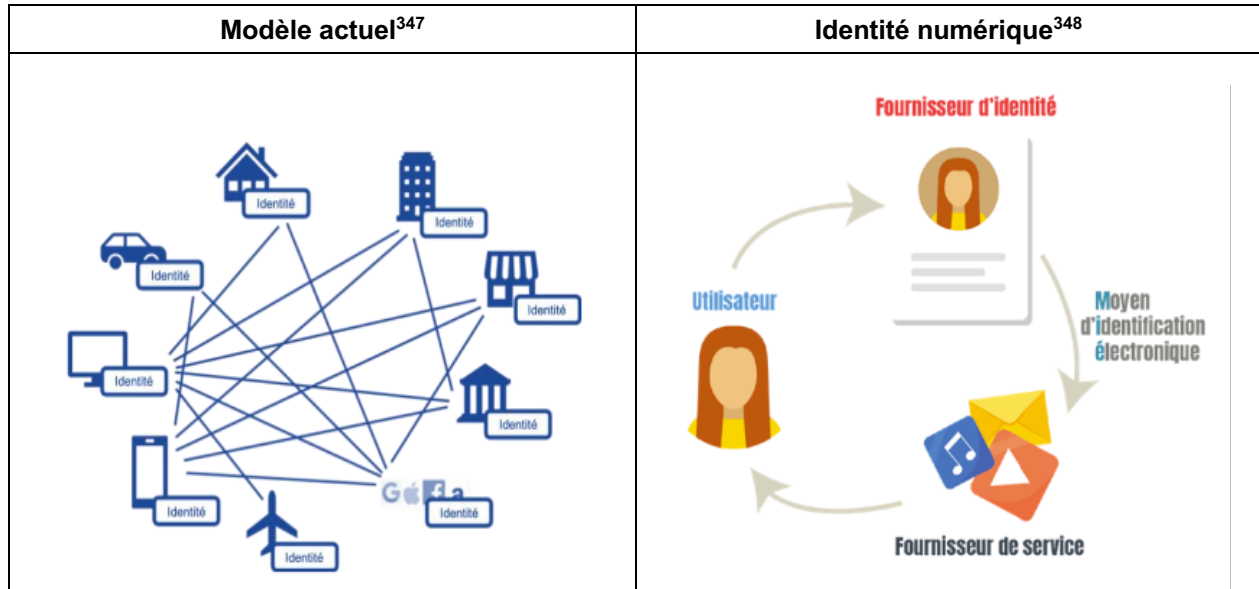 Modèle actuel347
Identité numérique348
Identité
Identité
Identité
Identité
Identité
Identité
Identité
G f a
Identité
Identité
Fournisseur d'identité
Utilisateur
Moyen
d'identification
électronique
Fournisseur de service